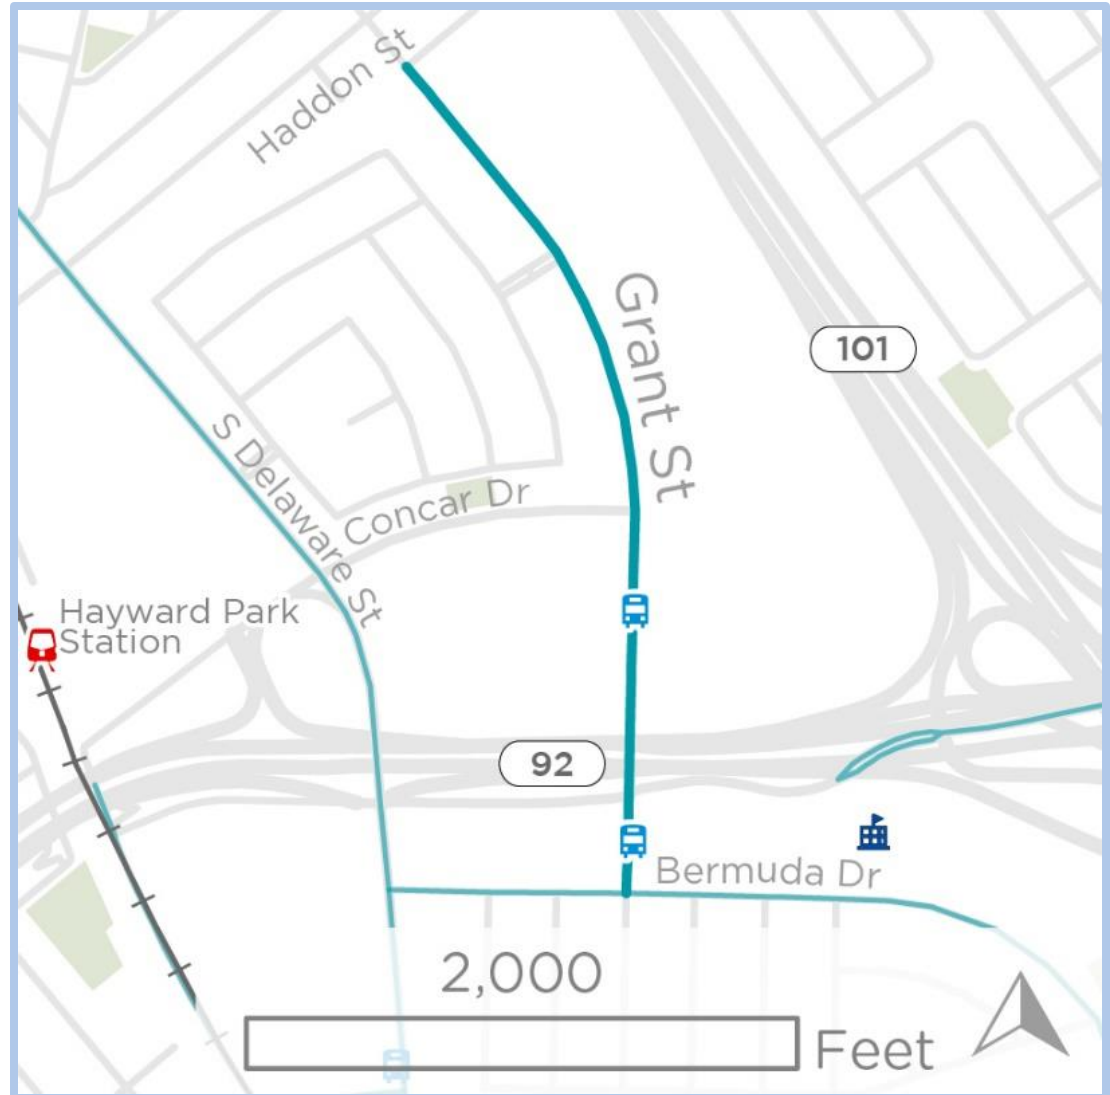 Haddon St
Grant St
101
S Delaware St
Concar Dr
Hayward Park
Station
92
Bermuda Dr
2,000
Feet